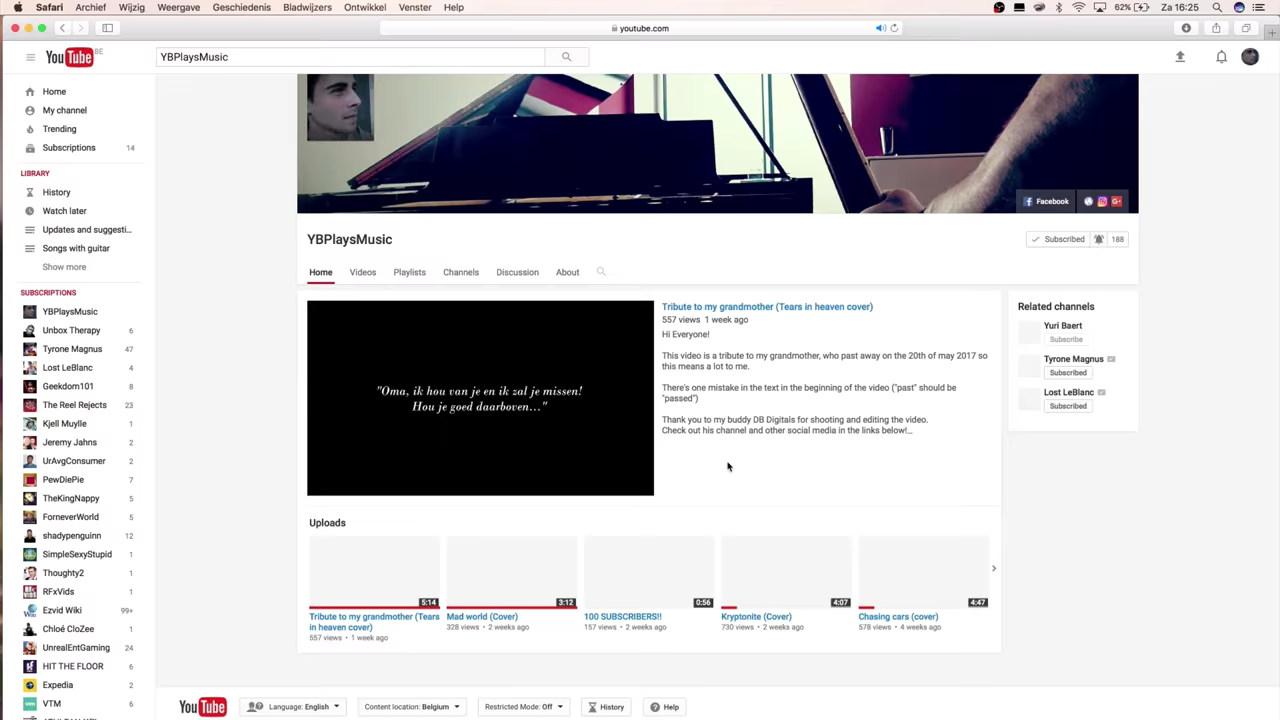 Safari Archief Wijzig Weergave Geschiedenis Bladwijzers Ontwikkel Venster Help
62% Za 16:25
youtube.com
YouTube BE
YBPlaysMusic
Home
My channel
Trending
Subscriptions 14
LIBRARY
History
Watch later
Updates and suggesti...
Songs with guitar
Show more
SUBSCRIPTIONS
YBPlaysMusic
Unbox Therapy 6
Tyrone Magnus 47
Lost LeBlanc 4
Geekdom101 8
The Reel Rejects 23
Kjell Muylle 1
Jeremy Jahns 2
UrAvgConsumer 2
PewDiePie 7
TheKingNappy 5
ForneverWorld 5
shadypenguinn 12
SimpleSexyStupid 1
Thoughty2 1
RFxVids 1
Ezvid Wiki 99+
Chloé CloZee 1
UnrealEntGaming 24
HIT THE FLOOR 6
Expedia 2
VTM 6
Facebook
YBPlaysMusic
Subscribed 188
Home Videos Playlists Channels Discussion About
"Oma, ik hou van je en ik zal je missen!
Hou je goed daarboven..."
Tribute to my grandmother (Tears in heaven cover)
557 views 1 week ago
Hi Everyone!
This video is a tribute to my grandmother, who past away on the 20th of may 2017 so
this means a lot to me.
There's one mistake in the text in the beginning of the video ("past" should be
"passed")
Thank you to my buddy DB Digitals for shooting and editing the video.
Check out his channel and other social media in the links below!...
Related channels
Yuri Baert
Subscribe
Tyrone Magnus
Subscribed
Lost LeBlanc
Subscribed
Uploads
5:14
Tribute to my grandmother (Tears
in heaven cover)
557 views • 1 week ago
3:12
Mad world (Cover)
328 views • 2 weeks ago
0:56
100 SUBSCRIBERS!!
157 views • 2 weeks ago
4:07
Kryptonite (Cover)
730 views • 2 weeks ago
4:47
Chasing cars (cover)
578 views • 4 weeks ago
YouTube
Language: English
Content location: Belgium
Restricted Mode: Off
History
Help